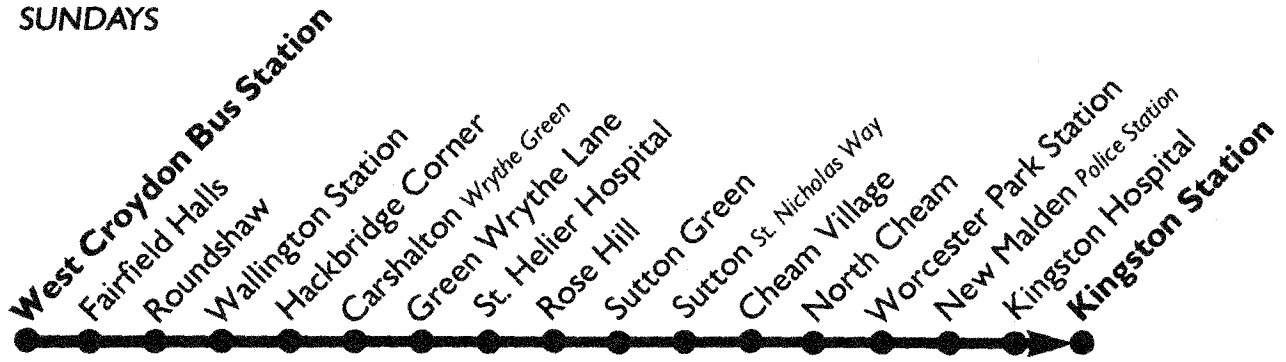 SUNDAYS
West Croydon Bus Station
Fairfield Halls
Roundshaw
Wallington Station
Hackbridge Corner
Carshalton Wrythe Green
Green Wrythe Lane
St. Helier Hospital
Rose Hill
Sutton Green
Sutton St. Nicholas Way
Cheam Village
North Cheam
Worcester Park Station
New Malden Police Station
Kingston Hospital
Kingston Station